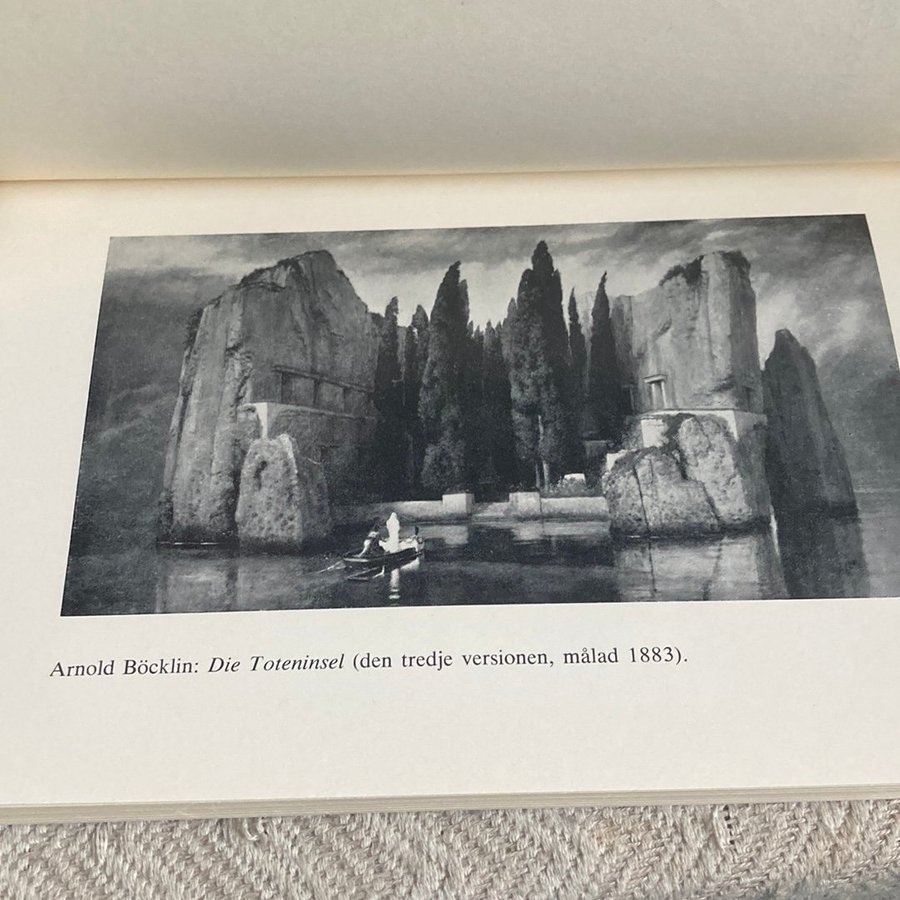 Arnold Böcklin: Die Toteninsel (den tredje versionen, målad 1883).